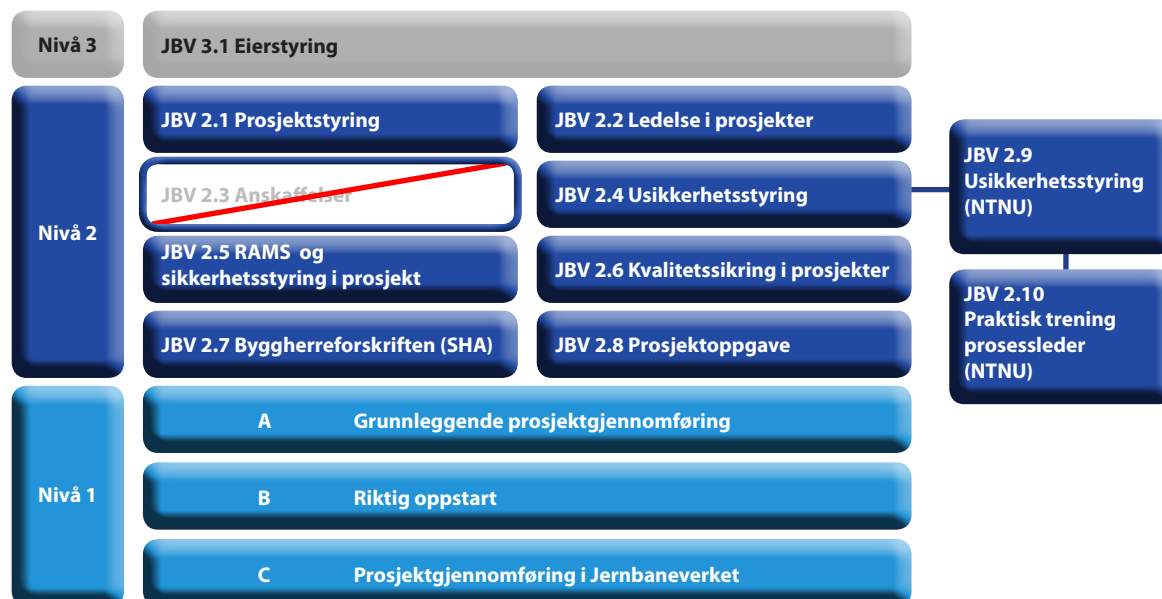 Nivå 3
JBV 3.1 Eierstyring
Nivå 2
JBV 2.1 Prosjektstyring
JBV 2.2 Ledelse i prosjekter
JBV 2.3 Anskaffelser
JBV 2.4 Usikkerhetsstyring
JBV 2.5 RAMS og
sikkerhetsstyring i prosjekt
JBV 2.6 Kvalitetssikring i prosjekter
JBV 2.7 Byggherreforskriften (SHA)
JBV 2.8 Prosjektoppgave
JBV 2.9
Usikkerhetsstyring
(NTNU)
JBV 2.10
Praktisk trening
prosessleder
(NTNU)
Nivå 1
A Grunnleggende prosjektgjennomføring
B Riktig oppstart
C Prosjektgjennomføring i Jernbaneverket